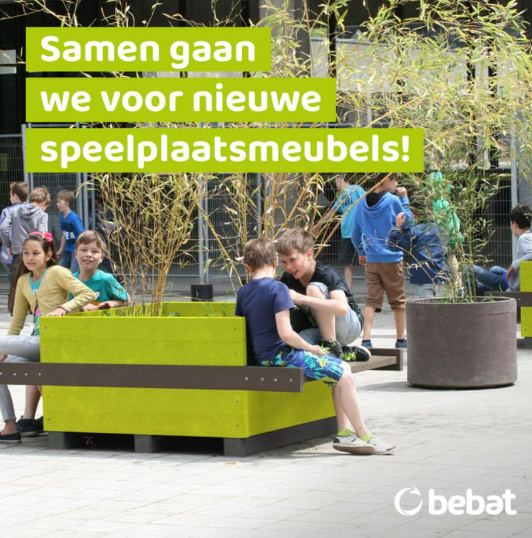 Samen gaan
we voor nieuwe
speelplaatsmeubels!
bebat